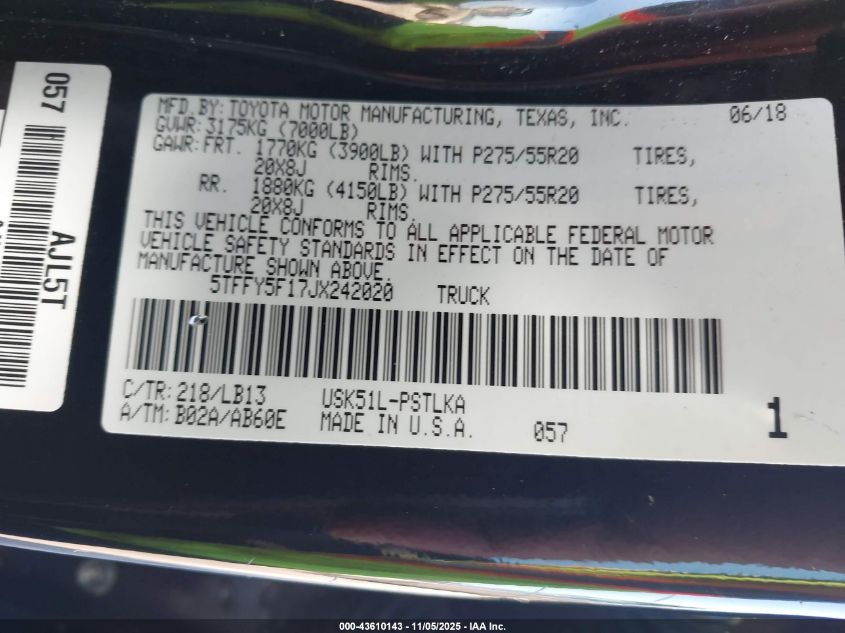 MFD.BY: TOYOTA MOTOR MANUFACTURING, TEXAS, INC. 06/18
GVWR: 3175KG (7000LB)
GAWR: FRT. 1770KG (3900LB) WITH P275/55R20 TIRES,
20X8J RIMS.
RR. 1880KG (4150LB) WITH P275/55R20 TIRES,
20X8J RIMS.
THIS VEHICLE CONFORMS TO ALL APPLICABLE FEDERAL MOTOR
VEHICLE SAFETY STANDARDS IN EFFECT ON THE DATE OF
MANUFACTURE SHOWN ABOVE.
5TFFY5F17JX242020 TRUCK
C/TR: 218/LB13 USK51L-PSTLKA
A/TM: B02A/AB60E MADE IN U.S.A. 057 1
057
AJL5T
000-43610143 - 11/05/2025 - IAA Inc.